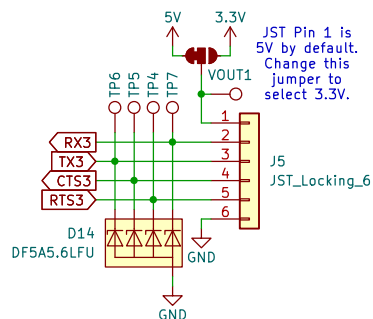 5V
3.3V
JST Pin 1 is
5V by default.
Change this
jumper to
select 3.3V.
VOUT1
TP6
TP5
TP4
TP7
1
2
3
4
5
6
RX3
TX3
CTS3
RTS3
J5
JST_Locking_6
D14
DF5A5.6LFU
GND
GND